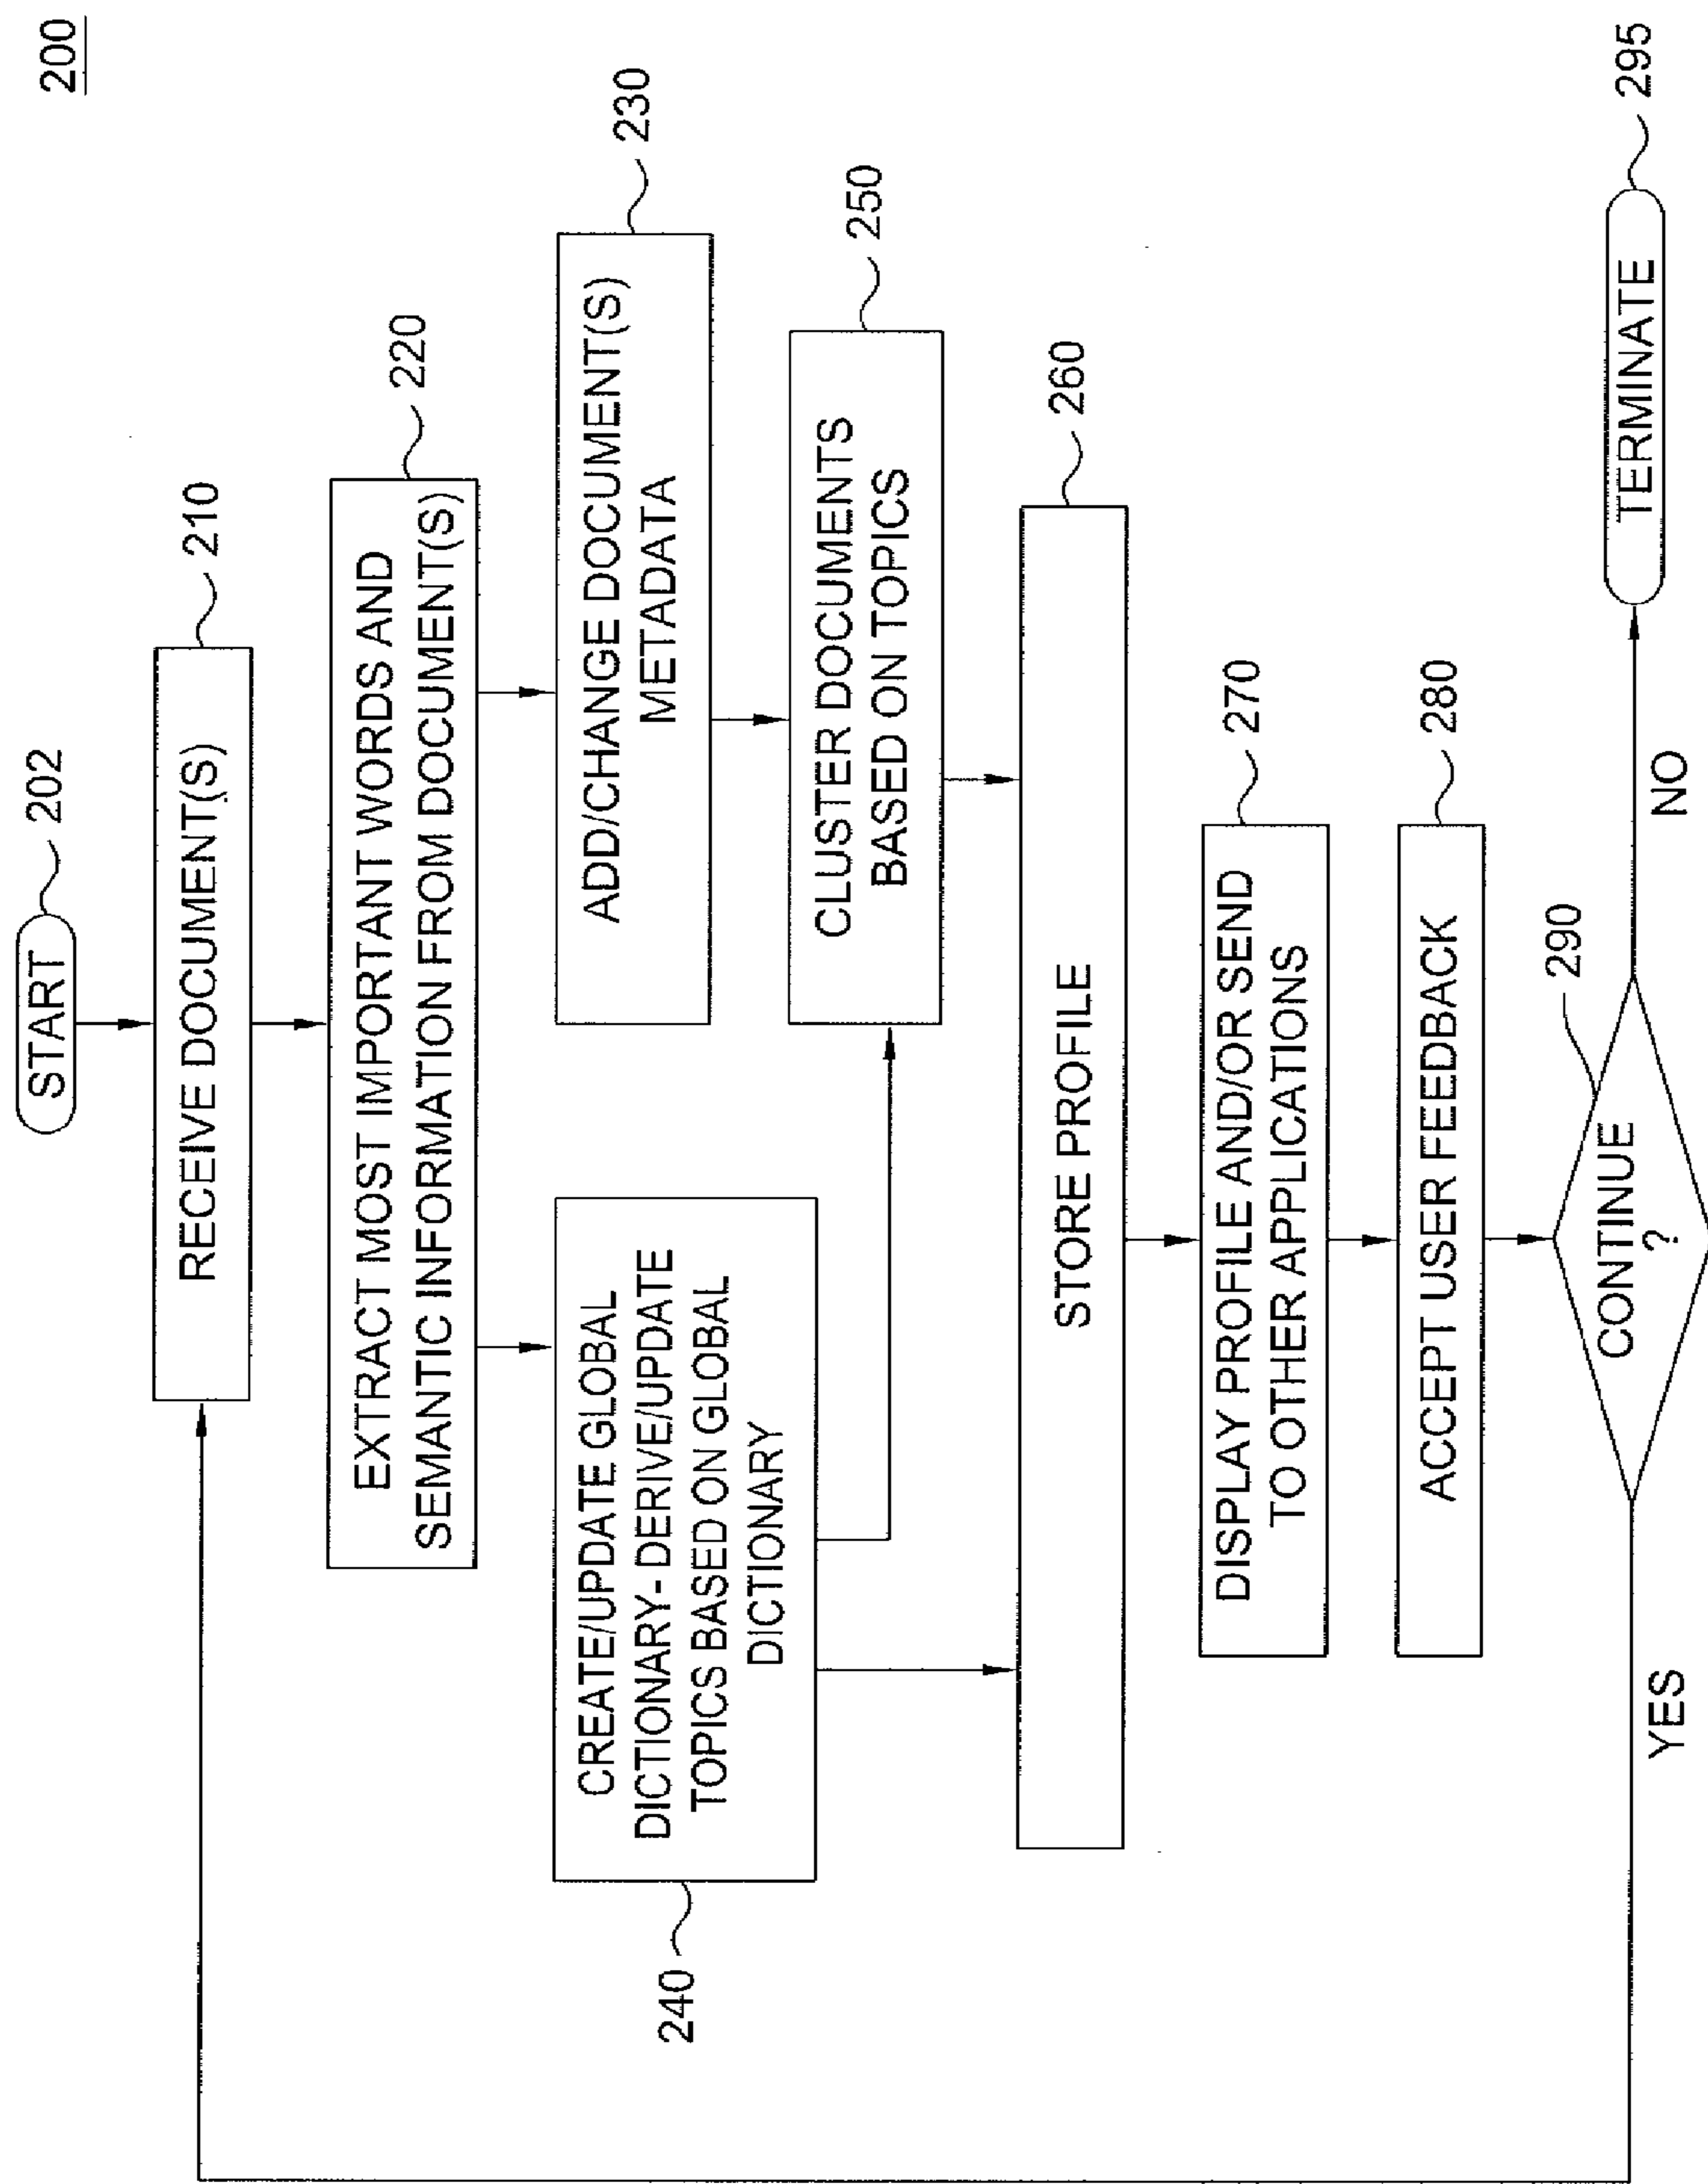 200
START
202
RECEIVE DOCUMENT(S)
210
EXTRACT MOST IMPORTANT WORDS AND
SEMANTIC INFORMATION FROM DOCUMENT(S)
220
ADD/CHANGE DOCUMENT(S)
METADATA
230
CREATE/UPDATE GLOBAL
DICTIONARY- DERIVE/UPDATE
TOPICS BASED ON GLOBAL
DICTIONARY
240
CLUSTER DOCUMENTS
BASED ON TOPICS
250
STORE PROFILE
260
DISPLAY PROFILE AND/OR SEND
TO OTHER APPLICATIONS
270
ACCEPT USER FEEDBACK
280
CONTINUE
?
290
YES
NO
TERMINATE
295